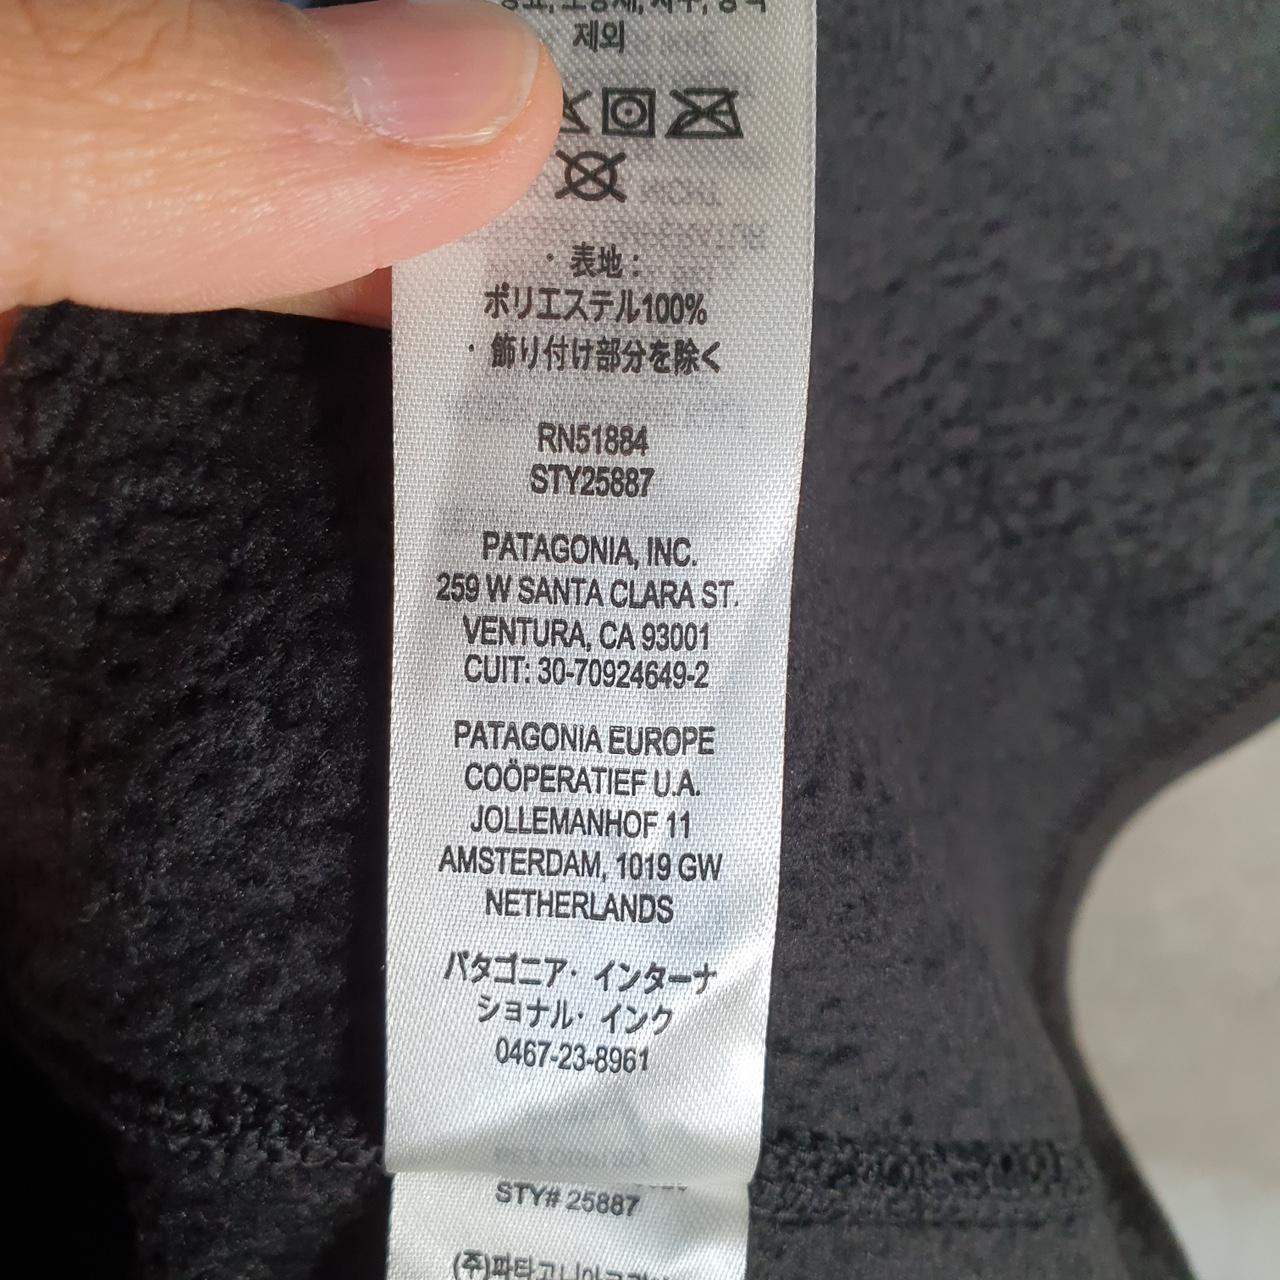 제외
· 表地 :
ポリエステル100%
· 飾り付け部分を除く
RN51884
STY25887
PATAGONIA, INC.
259 W SANTA CLARA ST.
VENTURA, CA 93001
CUIT: 30-70924649-2
PATAGONIA EUROPE
COÖPERATIEF U.A.
JOLLEMANHOF 11
AMSTERDAM, 1019 GW
NETHERLANDS
パタゴニア· インターナ
ショナル· インク
0467-23-8961
STY# 25887